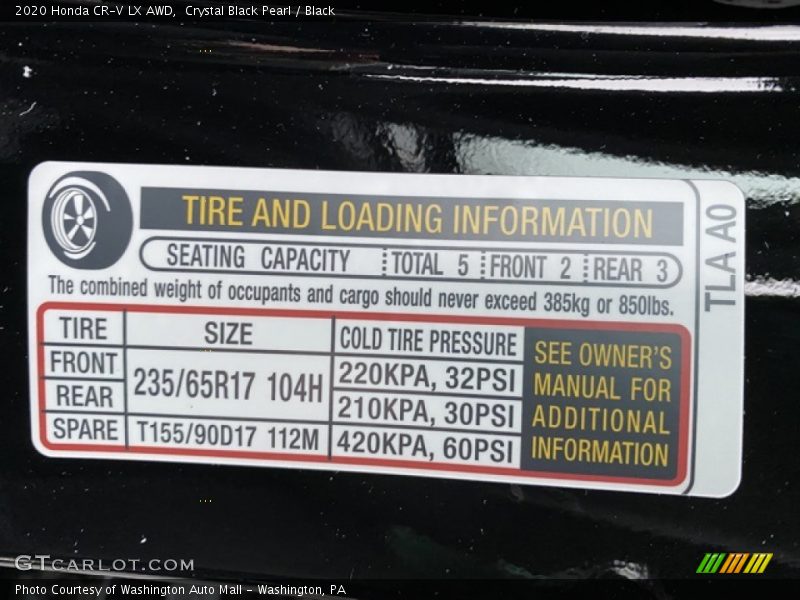 2020 Honda CR-V LX AWD, Crystal Black Pearl / Black
TIRE AND LOADING INFORMATION
SEATING CAPACITY TOTAL 5 FRONT 2 REAR 3
The combined weight of occupants and cargo should never exceed 385kg or 850lbs.
TIRE SIZE COLD TIRE PRESSURE
FRONT 235/65R17 104H 220KPA, 32PSI
REAR 210KPA, 30PSI
SPARE T155/90D17 112M 420KPA, 60PSI
SEE OWNER'S
MANUAL FOR
ADDITIONAL
INFORMATION
TLA A0
GTCARLOT.COM
Photo Courtesy of Washington Auto Mall - Washington, PA